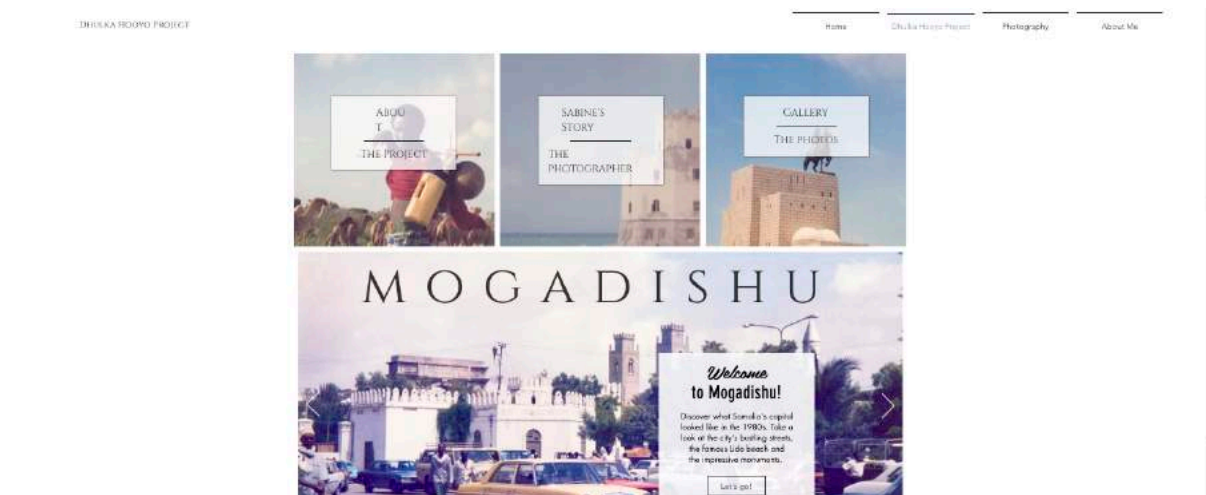 DHULKA HOOYO PROJECT
Home
Dhulka Hooyo Project
Photography
About Me
ABOU
T
THE PROJECT
SABINE'S
STORY
THE
PHOTOGRAPHER
GALLERY
THE PHOTOS
MOGADISHU
Welcome
to Mogadishu!
Discover what Somalia's capital
looked like in the 1980s. Take a
look at the city's bustling streets,
the famous Lido beach and
the impressive monuments.
Let's go!